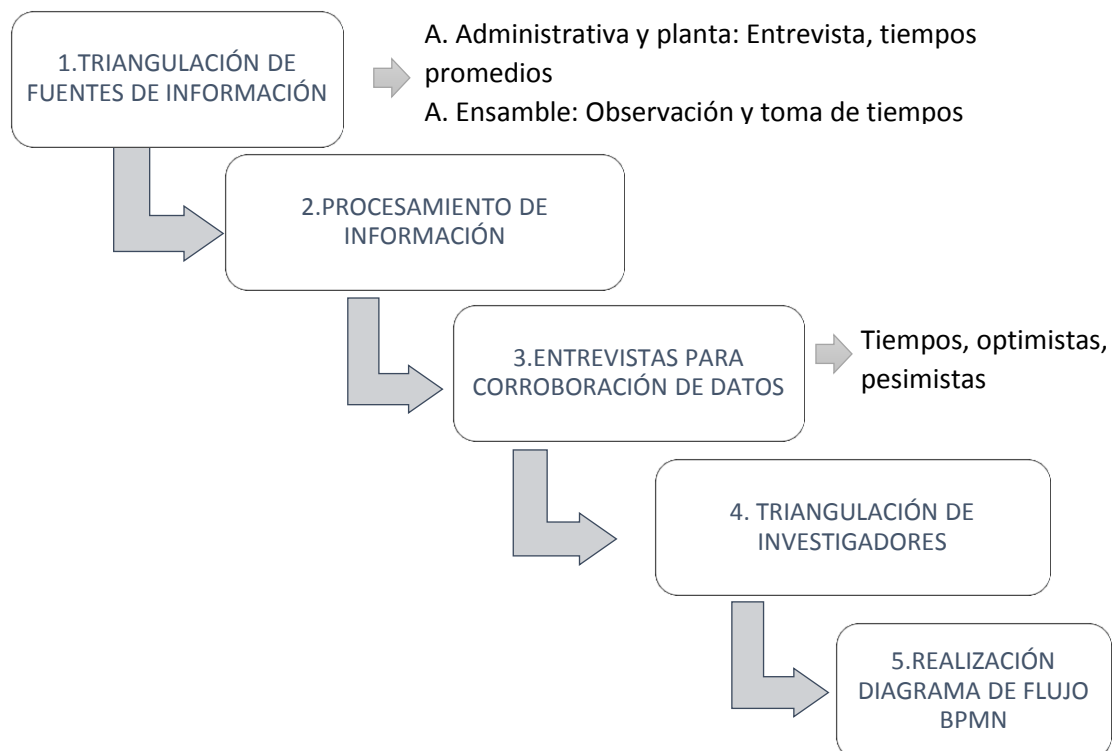 1.TRIANGULACIÓN DE
FUENTES DE INFORMACIÓN
A. Administrativa y planta: Entrevista, tiempos
promedios
A. Ensamble: Observación y toma de tiempos
2.PROCESAMIENTO DE
INFORMACIÓN
3.ENTREVISTAS PARA
CORROBORACIÓN DE DATOS
Tiempos, optimistas,
pesimistas
4. TRIANGULACIÓN DE
INVESTIGADORES
5.REALIZACIÓN
DIAGRAMA DE FLUJO
BPMN